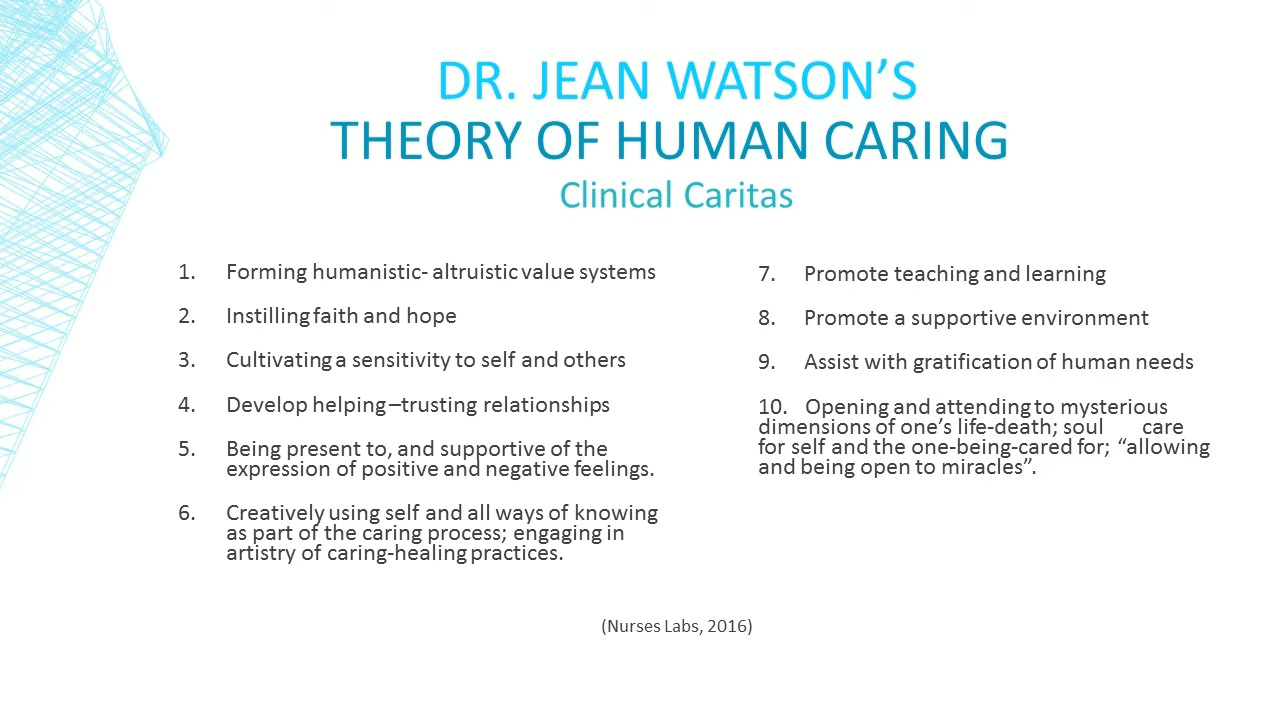 DR. JEAN WATSON’S
THEORY OF HUMAN CARING
Clinical Caritas
1. Forming humanistic- altruistic value systems
2. Instilling faith and hope
3. Cultivating a sensitivity to self and others
4. Develop helping –trusting relationships
5. Being present to, and supportive of the
expression of positive and negative feelings.
6. Creatively using self and all ways of knowing
as part of the caring process; engaging in
artistry of caring-healing practices.
7. Promote teaching and learning
8. Promote a supportive environment
9. Assist with gratification of human needs
10. Opening and attending to mysterious
dimensions of one’s life-death; soul care
for self and the one-being-cared for; “allowing
and being open to miracles”.
(Nurses Labs, 2016)